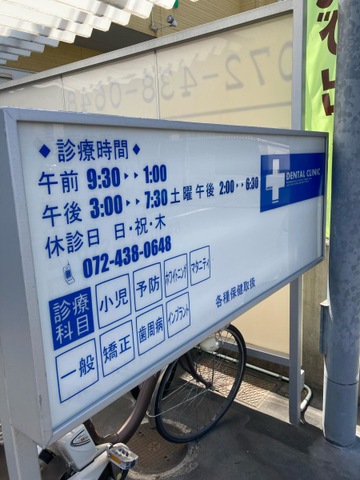 ◆診療時間◆
午前 9:30▸▸1:00
午後 3:00▸▸7:30 土曜午後 2:00▸▸6:30
休診日 日・祝・木
072-438-0648
DENTAL CLINIC
診療科目
小児 予防 ホワイトニング マタニティ
一般 矯正 歯周病 インプラント
各種保健取扱
072-438-0648